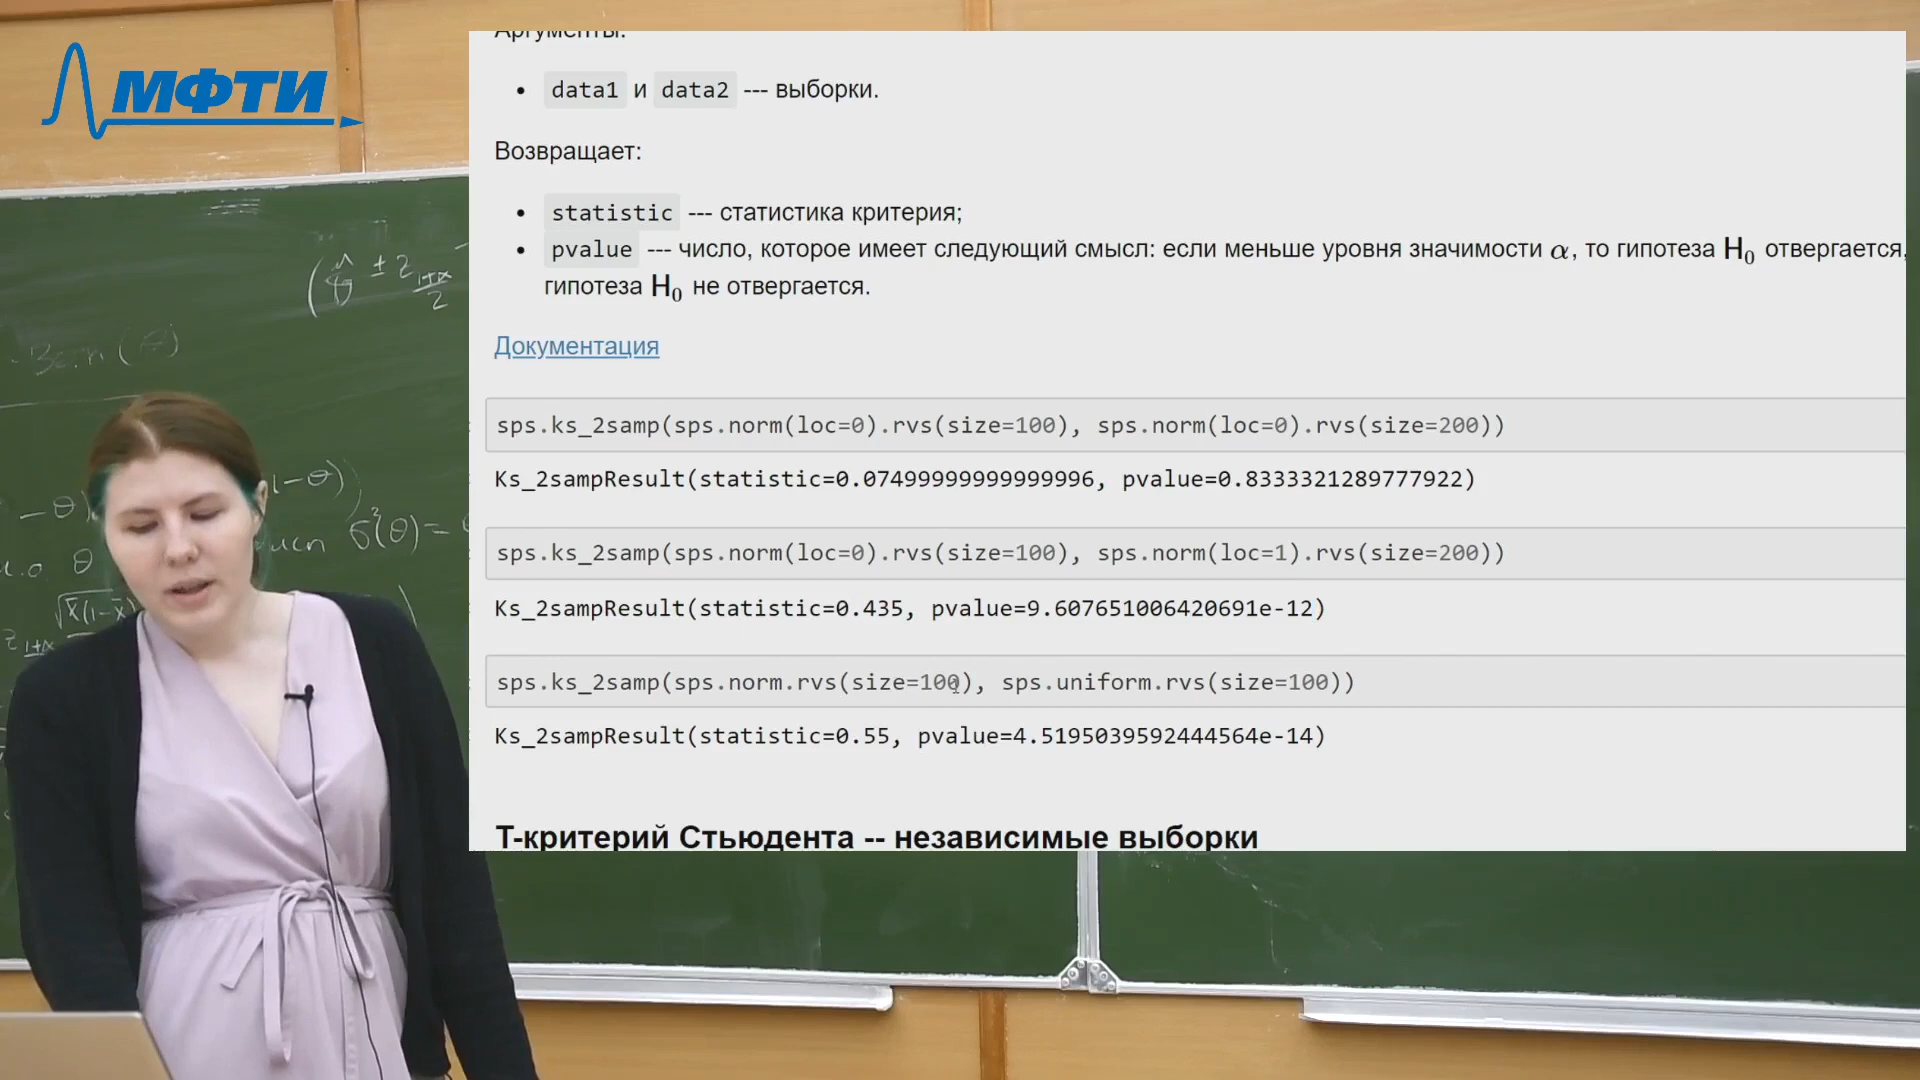 МФТИ
Аргументы:
• data1 и data2 --- выборки.
Возвращает:
• statistic --- статистика критерия;
• pvalue --- число, которое имеет следующий смысл: если меньше уровня значимости α, то гипотеза H₀ отвергается,
гипотеза H₀ не отвергается.
Документация
sps.ks_2samp(sps.norm(loc=0).rvs(size=100), sps.norm(loc=0).rvs(size=200))
Ks_2sampResult(statistic=0.07499999999999996, pvalue=0.8333321289777922)
sps.ks_2samp(sps.norm(loc=0).rvs(size=100), sps.norm(loc=1).rvs(size=200))
Ks_2sampResult(statistic=0.435, pvalue=9.607651006420691e-12)
sps.ks_2samp(sps.norm.rvs(size=100), sps.uniform.rvs(size=100))
Ks_2sampResult(statistic=0.55, pvalue=4.5195039592444564e-14)
Т-критерий Стьюдента -- независимые выборки